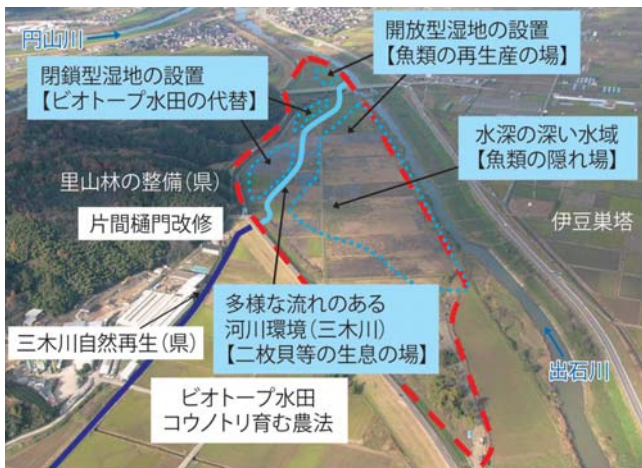 円山川
開放型湿地の設置
【魚類の再生産の場】
閉鎖型湿地の設置
【ビオトープ水田の代替】
水深の深い水域
【魚類の隠れ場】
里山林の整備(県)
片間樋門改修
伊豆巣塔
三木川自然再生(県)
多様な流れのある
河川環境(三木川)
【二枚貝等の生息の場】
出石川
ビオトープ水田
コウノトリ育む農法